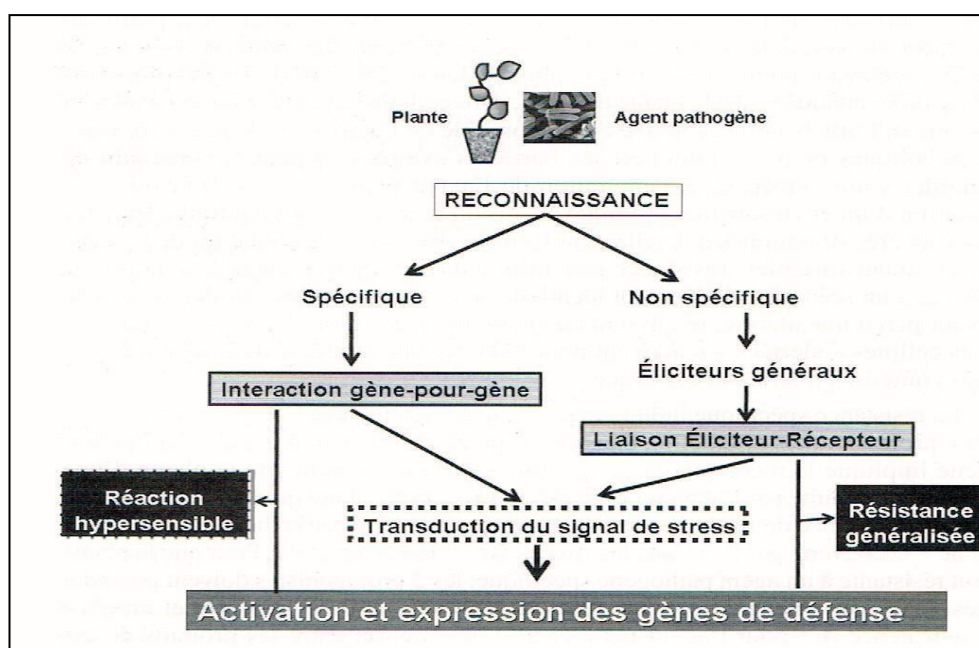 Plante
Agent pathogène
RECONNAISSANCE
Spécifique
Non spécifique
Éliciteurs généraux
Interaction gène-pour-gène
Liaison Éliciteur-Récepteur
Réaction
hypersensible
Résistance
généralisée
Transduction du signal de stress
Activation et expression des gènes de défense